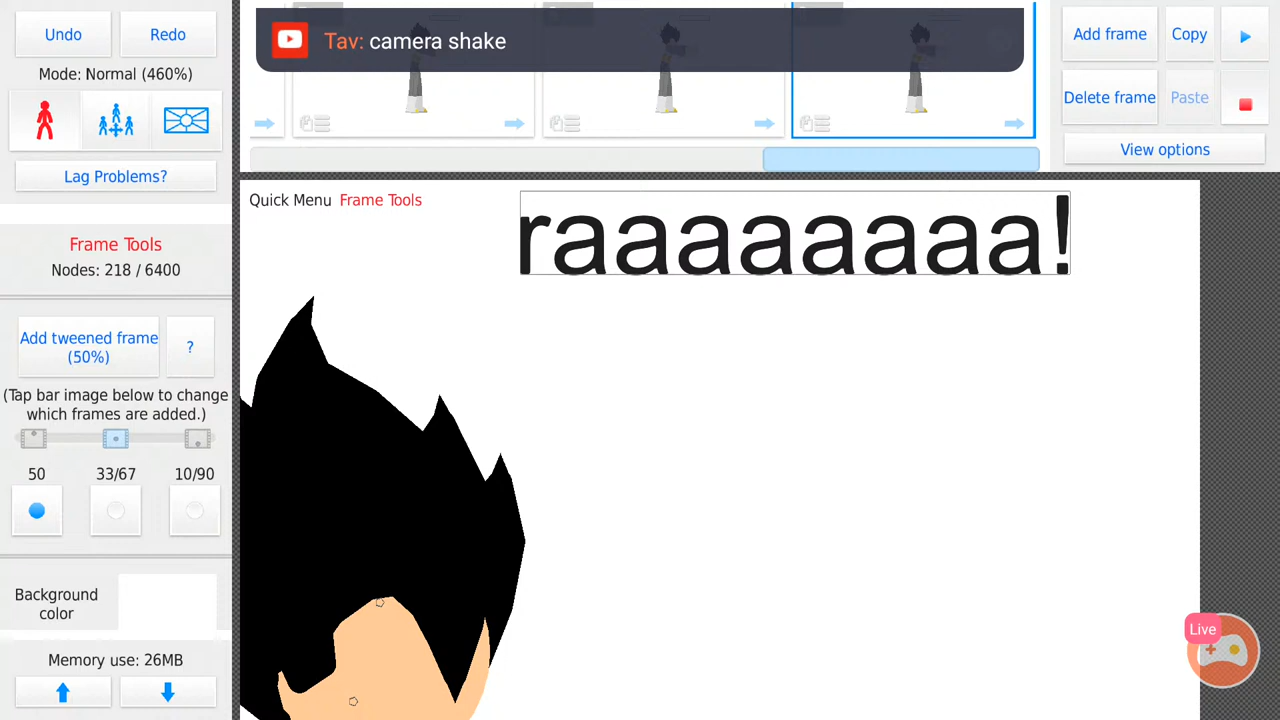 Undo
Redo
Mode: Normal (460%)
Lag Problems?
Frame Tools
Nodes: 218 / 6400
Add tweened frame
(50%)
?
(Tap bar image below to change
which frames are added.)
50
33/67
10/90
Background
color
Memory use: 26MB
Tav: camera shake
Add frame
Copy
Delete frame
Paste
View options
Quick Menu
Frame Tools
raaaaaaaa!
Live